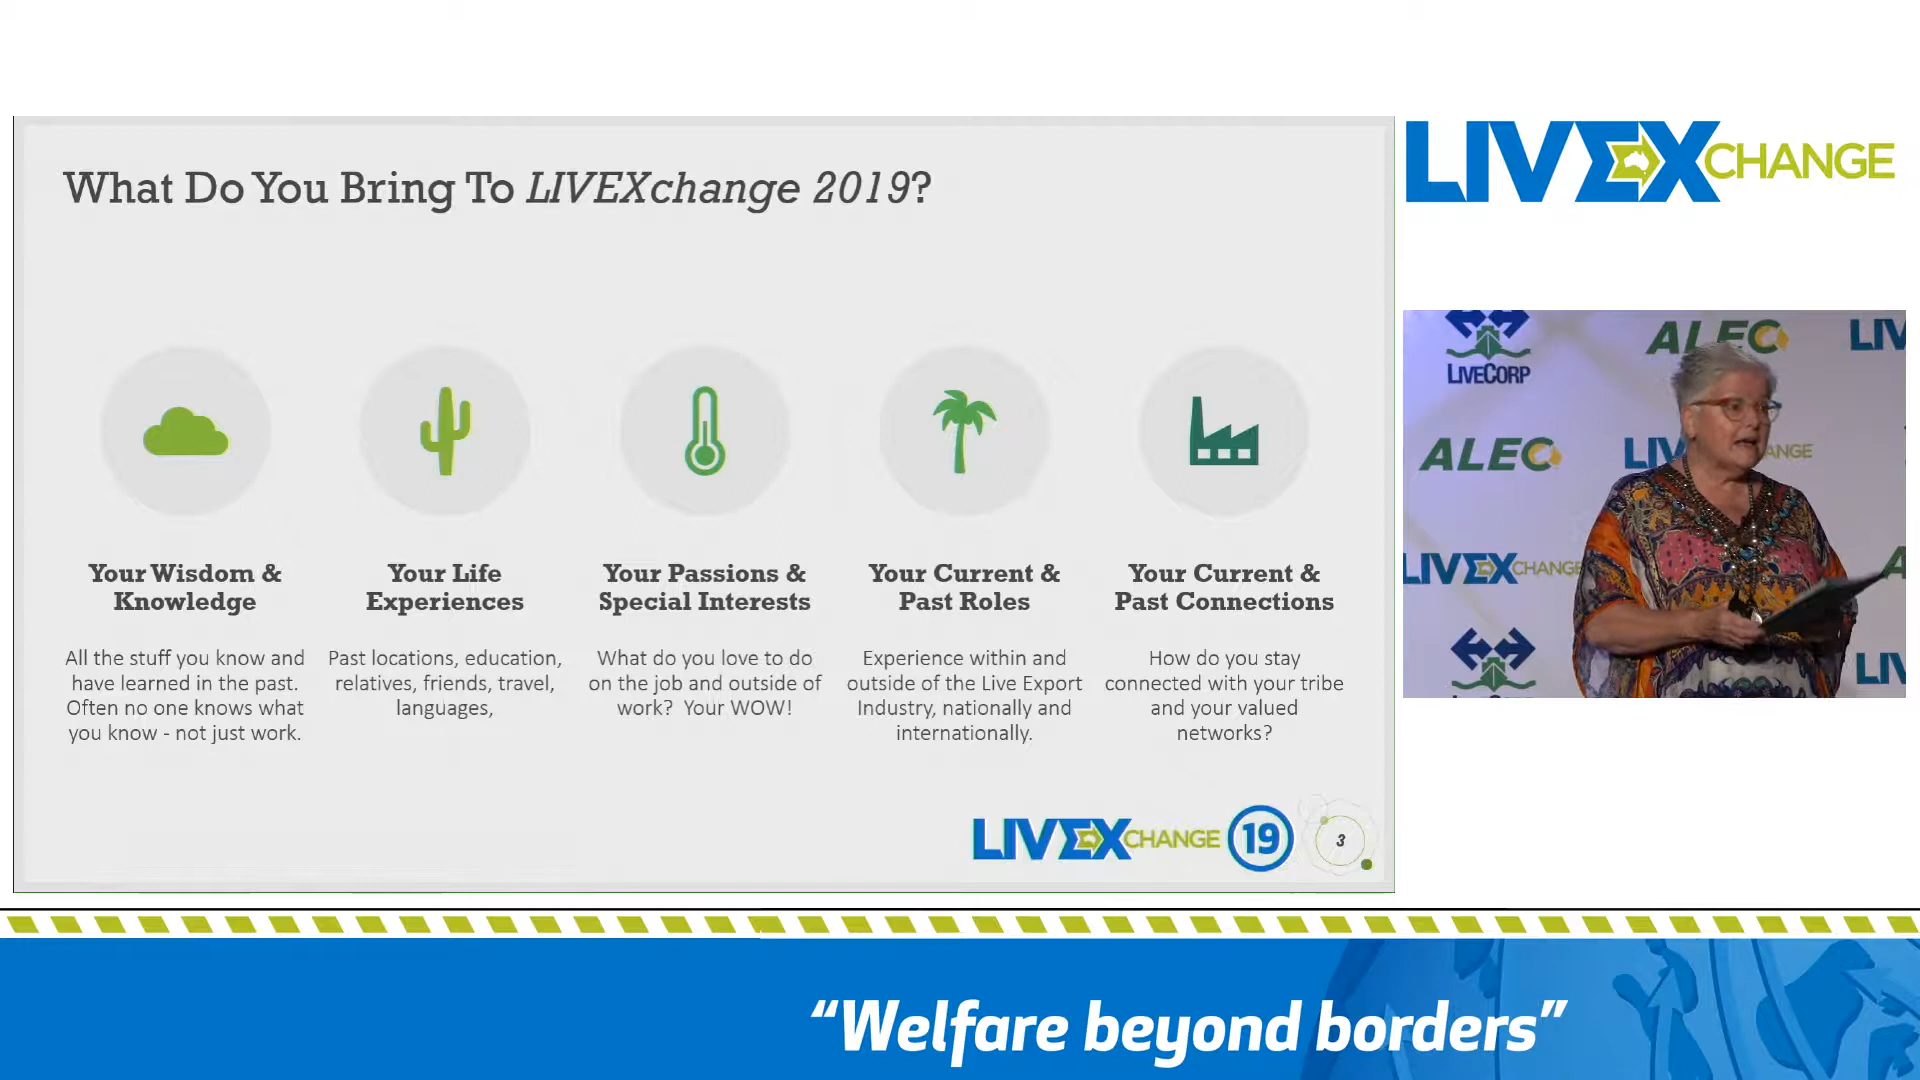 What Do You Bring To LIVEXchange 2019?
Your Wisdom &
Knowledge
All the stuff you know and
have learned in the past.
Often no one knows what
you know - not just work.
Your Life
Experiences
Past locations, education,
relatives, friends, travel,
languages,
Your Passions &
Special Interests
What do you love to do
on the job and outside of
work? Your WOW!
Your Current &
Past Roles
Experience within and
outside of the Live Export
Industry, nationally and
internationally.
Your Current &
Past Connections
How do you stay
connected with your tribe
and your valued
networks?
LIVEXCHANGE 19
3
LIVEXCHANGE
LIVECORP
ALEC
LIV
ALEC
LIV
ANGE
LIVEXCHANGE
LIV
“Welfare beyond borders”